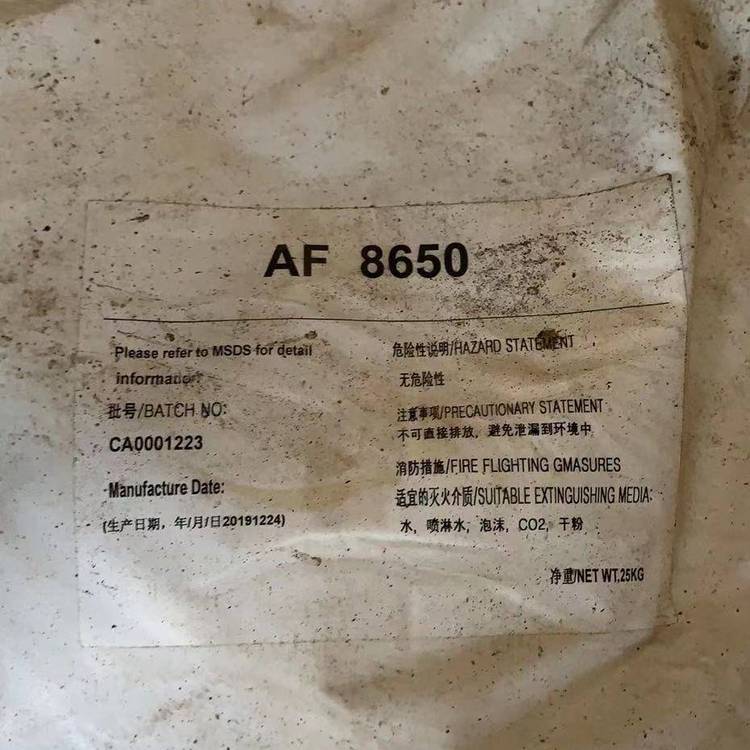 AF 8650
Please refer to MSDS for detail
information
批号/BATCH NO:
CA0001223
Manufacture Date:
(生产日期，年/月/日20191224)
危险性说明/HAZARD STATEMENT
无危险性
注意事项/PRECAUTIONARY STATEMENT
不可直接排放，避免泄漏到环境中
消防措施/FIRE FLIGHTING GMASURES
适宜的灭火介质/SUITABLE EXTINGUISHING MEDIA:
水，喷淋水，泡沫，CO2，干粉
净重/NET WT,25KG